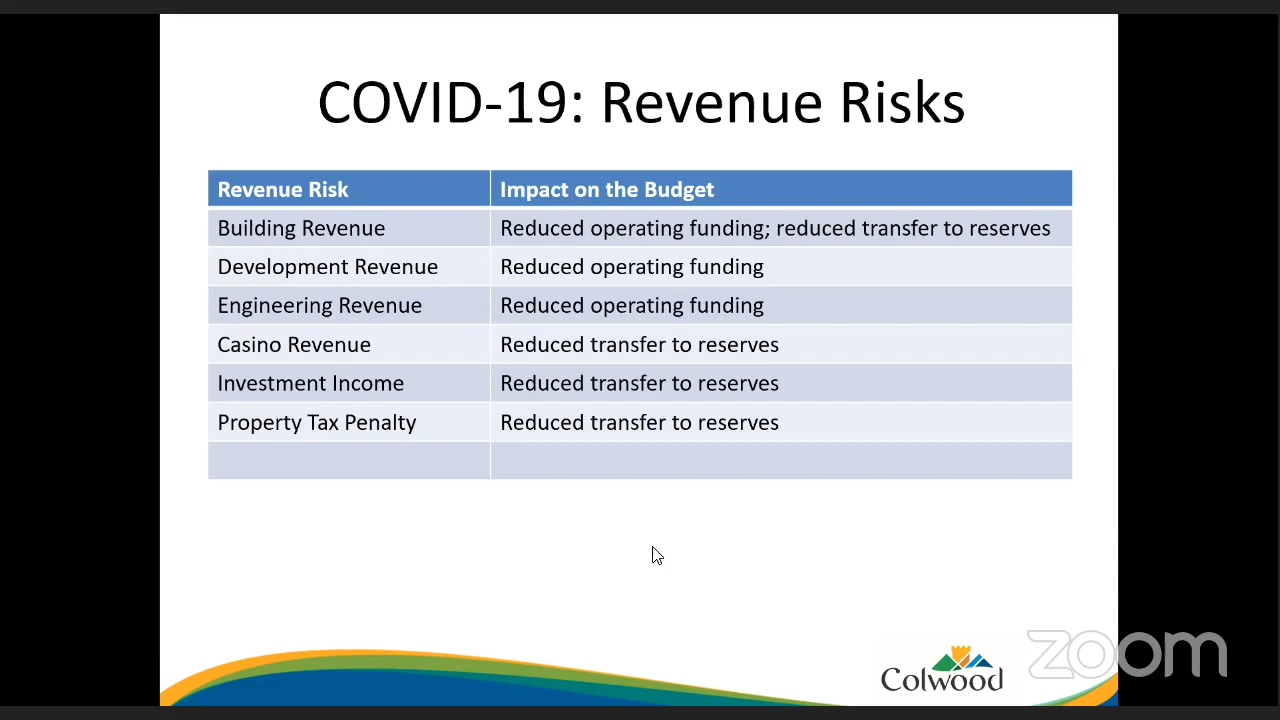 COVID-19: Revenue Risks
Revenue Risk Impact on the Budget
Building Revenue Reduced operating funding; reduced transfer to reserves
Development Revenue Reduced operating funding
Engineering Revenue Reduced operating funding
Casino Revenue Reduced transfer to reserves
Investment Income Reduced transfer to reserves
Property Tax Penalty Reduced transfer to reserves
Colwood
zoom